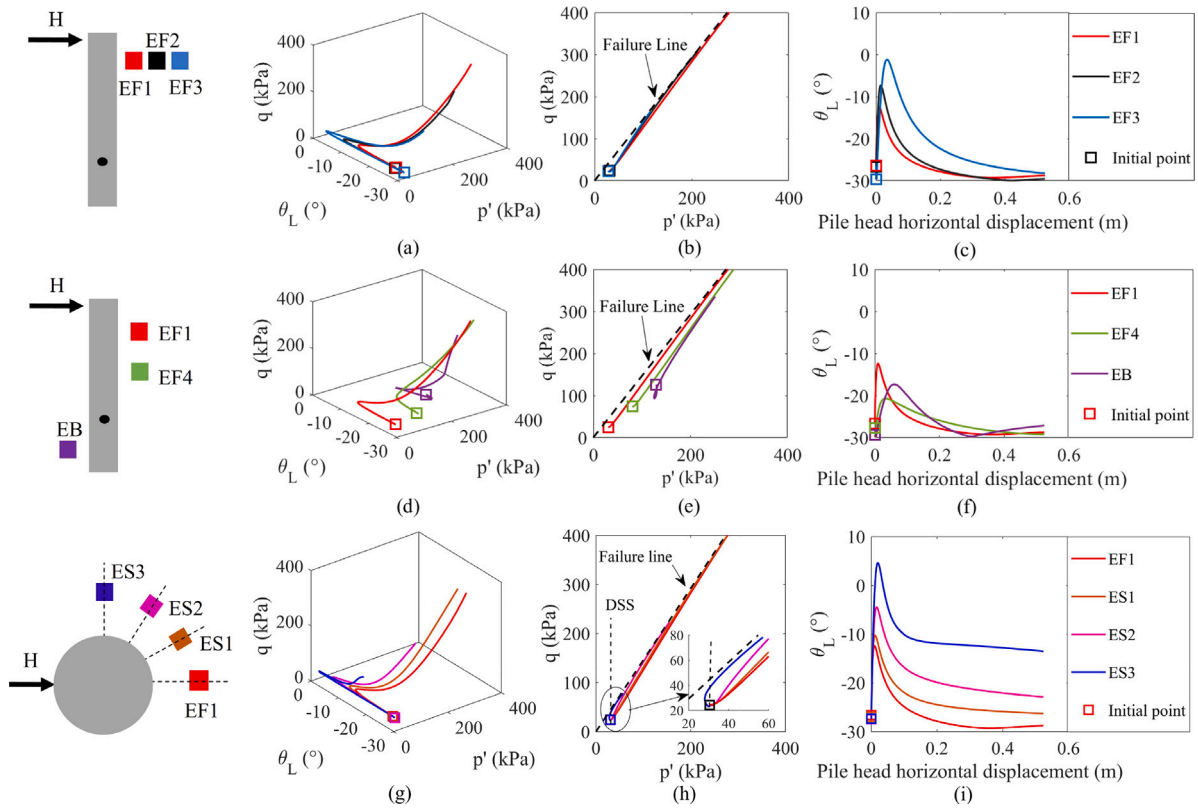 H
EF2
EF1 EF3
q (kPa)
400
200
0
0
-10
-20
-30
0
200
400
θL (°)
p' (kPa)
(a)
q (kPa)
400
300
200
100
0
0 200 400
Failure Line
p' (kPa)
(b)
θL (°)
10
0
-10
-20
-30
0 0.2 0.4 0.6
EF1
EF2
EF3
Initial point
Pile head horizontal displacement (m)
(c)
H
EF1
EF4
EB
q (kPa)
400
200
0
0
-10
-20
-30
0
200
400
θL (°)
p' (kPa)
(d)
q (kPa)
400
300
200
100
0
0 200 400
Failure Line
p' (kPa)
(e)
θL (°)
10
0
-10
-20
-30
0 0.2 0.4 0.6
EF1
EF4
EB
Initial point
Pile head horizontal displacement (m)
(f)
ES3
ES2
ES1
H
EF1
q (kPa)
400
200
0
0
-10
-20
-30
0
200
400
θL (°)
p' (kPa)
(g)
q (kPa)
400
300
200
100
0
0 200 400
Failure line
DSS
80
60
40
20
20 40 60
p' (kPa)
(h)
θL (°)
10
0
-10
-20
-30
0 0.2 0.4 0.6
EF1
ES1
ES2
ES3
Initial point
Pile head horizontal displacement (m)
(i)